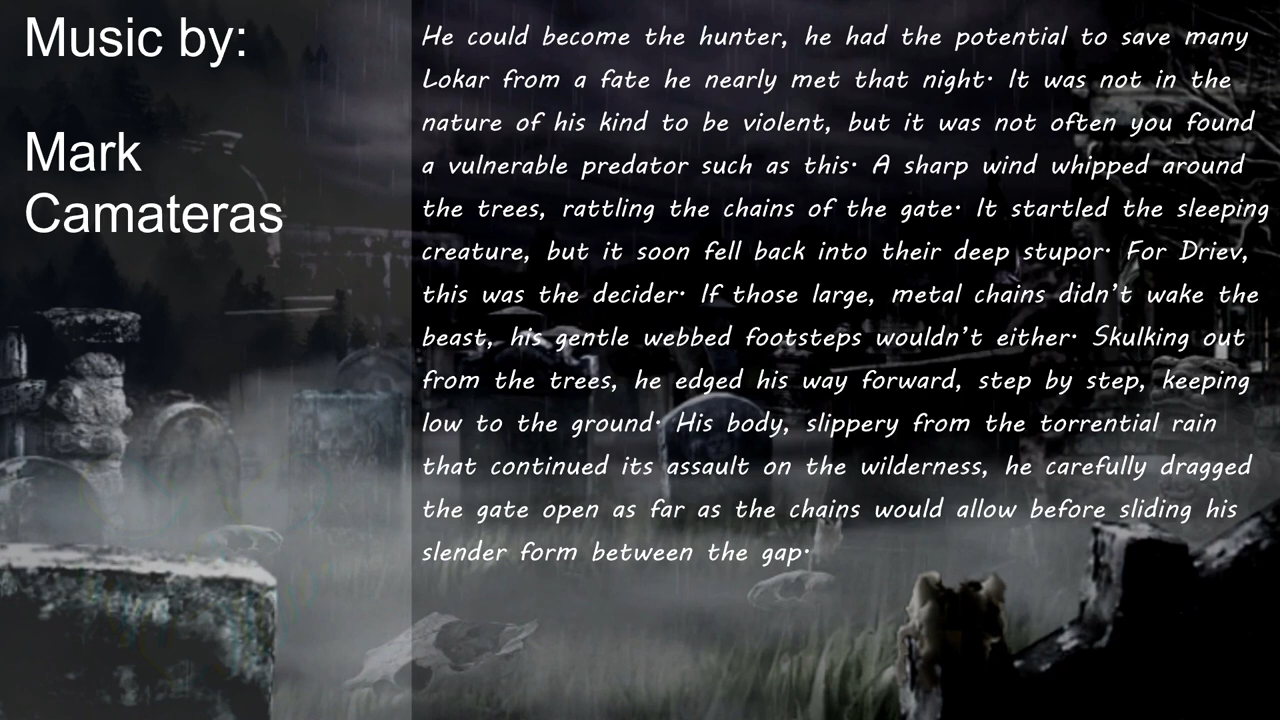 Music by:
Mark
Camateras
He could become the hunter, he had the potential to save many
Lokar from a fate he nearly met that night. It was not in the
nature of his kind to be violent, but it was not often you found
a vulnerable predator such as this. A sharp wind whipped around
the trees, rattling the chains of the gate. It startled the sleeping
creature, but it soon fell back into their deep stupor. For Driev,
this was the decider. If those large, metal chains didn’t wake the
beast, his gentle webbed footsteps wouldn’t either. Skulking out
from the trees, he edged his way forward, step by step, keeping
low to the ground. His body, slippery from the torrential rain
that continued its assault on the wilderness, he carefully dragged
the gate open as far as the chains would allow before sliding his
slender form between the gap.